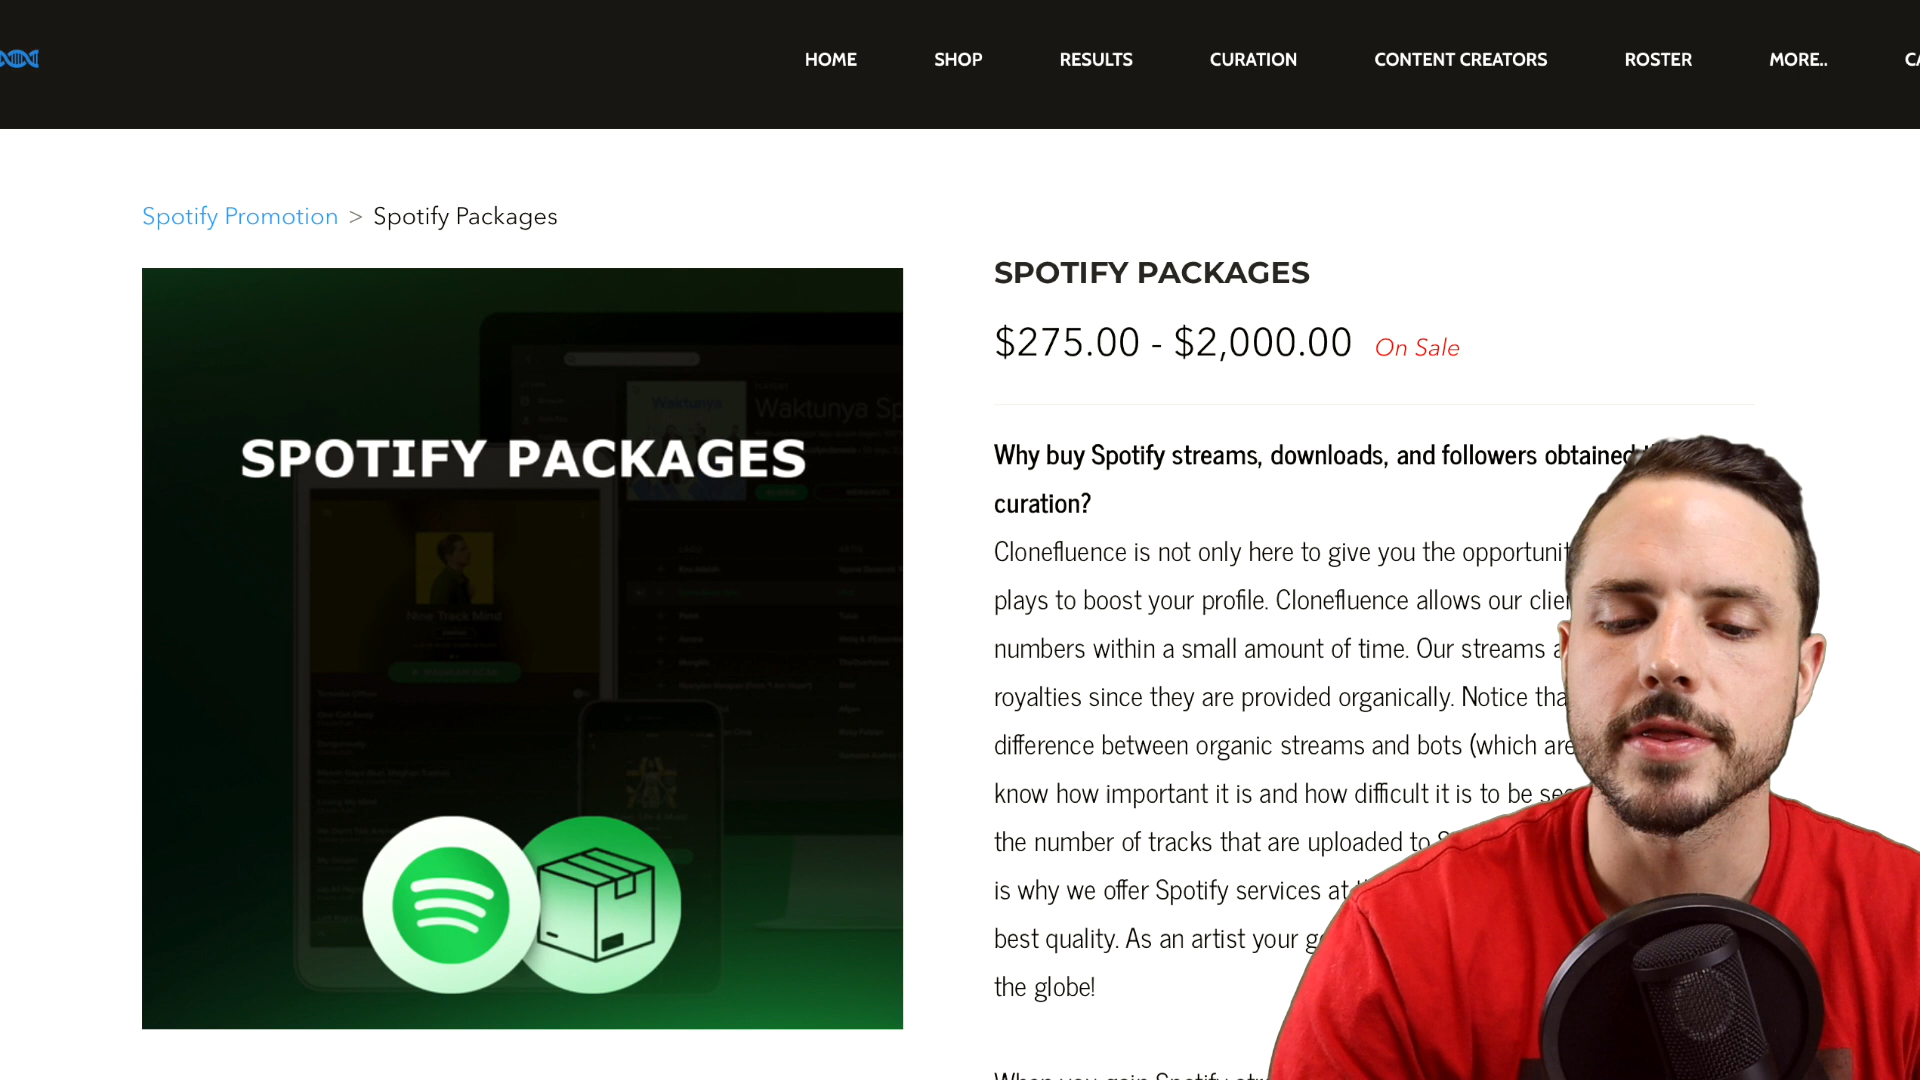 HOME SHOP RESULTS CURATION CONTENT CREATORS ROSTER MORE..
Spotify Promotion > Spotify Packages
SPOTIFY PACKAGES
$275.00 - $2,000.00 On Sale
Why buy Spotify streams, downloads, and followers obtained
curation?
Clonefluence is not only here to give you the
plays to boost your profile. Clonefluence allows our
numbers within a small amount of time. Our streams
royalties since they are provided organically. Notice
difference between organic streams and bots (which are
know how important it is and how difficult it is to be
the number of tracks that are uploaded to
is why we offer Spotify services at
best quality. As an artist your
the globe!
SPOTIFY PACKAGES
Waktunya
Waktunya
Nine Track Mind